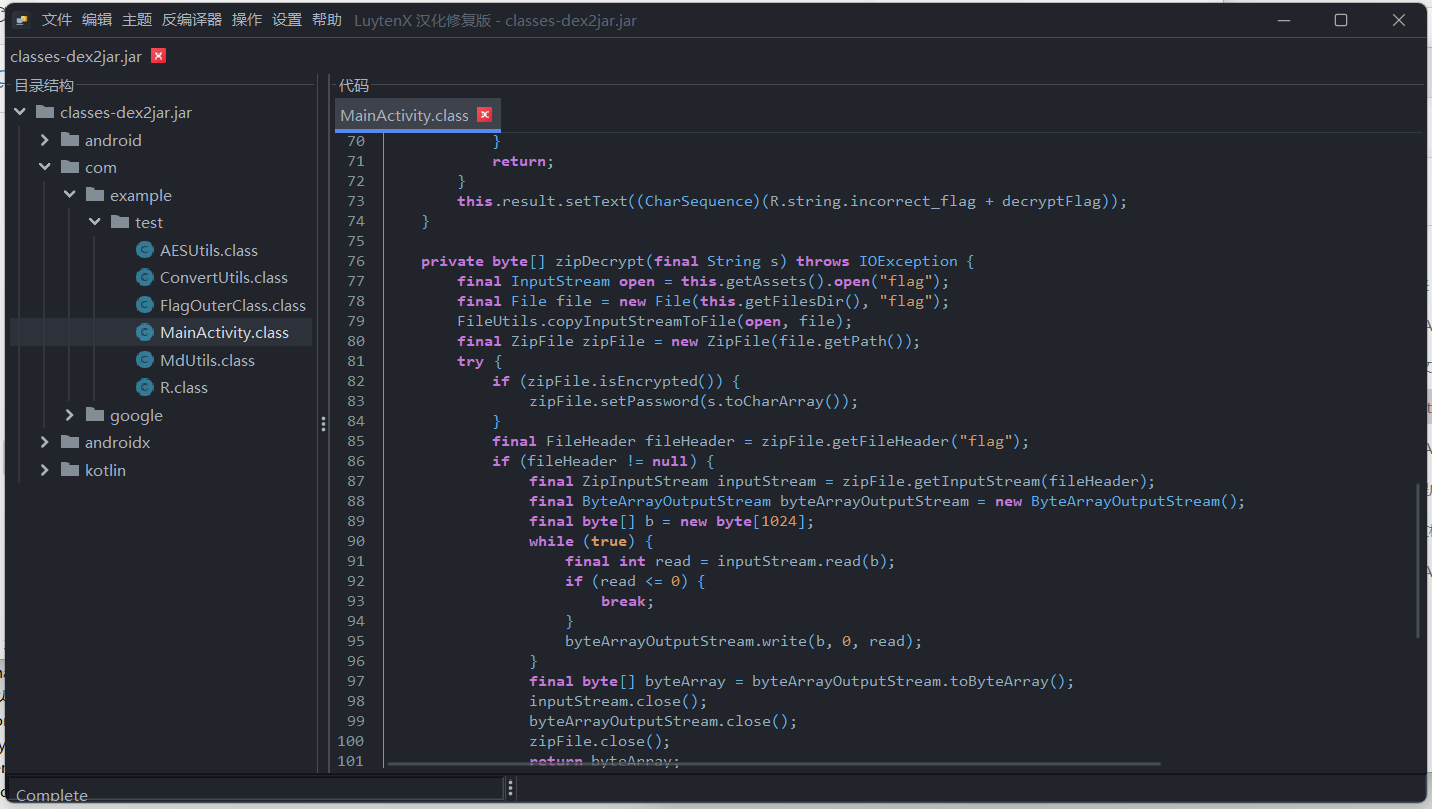 文件 编辑 主题 反编译器 操作 设置 帮助 LuytenX 汉化修复版 - classes-dex2jar.jar
classes-dex2jar.jar
目录结构
classes-dex2jar.jar
android
com
example
test
AESUtils.class
ConvertUtils.class
FlagOuterClass.class
MainActivity.class
MdUtils.class
R.class
google
androidx
kotlin
代码
MainActivity.class
70 }
71 return;
72 }
73 this.result.setText((CharSequence)(R.string.incorrect_flag + decryptFlag));
74 }
75
76 private byte[] zipDecrypt(final String s) throws IOException {
77 final InputStream open = this.getAssets().open("flag");
78 final File file = new File(this.getFilesDir(), "flag");
79 FileUtils.copyInputStreamToFile(open, file);
80 final ZipFile zipFile = new ZipFile(file.getPath());
81 try {
82 if (zipFile.isEncrypted()) {
83 zipFile.setPassword(s.toCharArray());
84 }
85 final FileHeader fileHeader = zipFile.getFileHeader("flag");
86 if (fileHeader != null) {
87 final ZipInputStream inputStream = zipFile.getInputStream(fileHeader);
88 final ByteArrayOutputStream byteArrayOutputStream = new ByteArrayOutputStream();
89 final byte[] b = new byte[1024];
90 while (true) {
91 final int read = inputStream.read(b);
92 if (read <= 0) {
93 break;
94 }
95 byteArrayOutputStream.write(b, 0, read);
96 }
97 final byte[] byteArray = byteArrayOutputStream.toByteArray();
98 inputStream.close();
99 byteArrayOutputStream.close();
100 zipFile.close();
101 return byteArray;
Complete